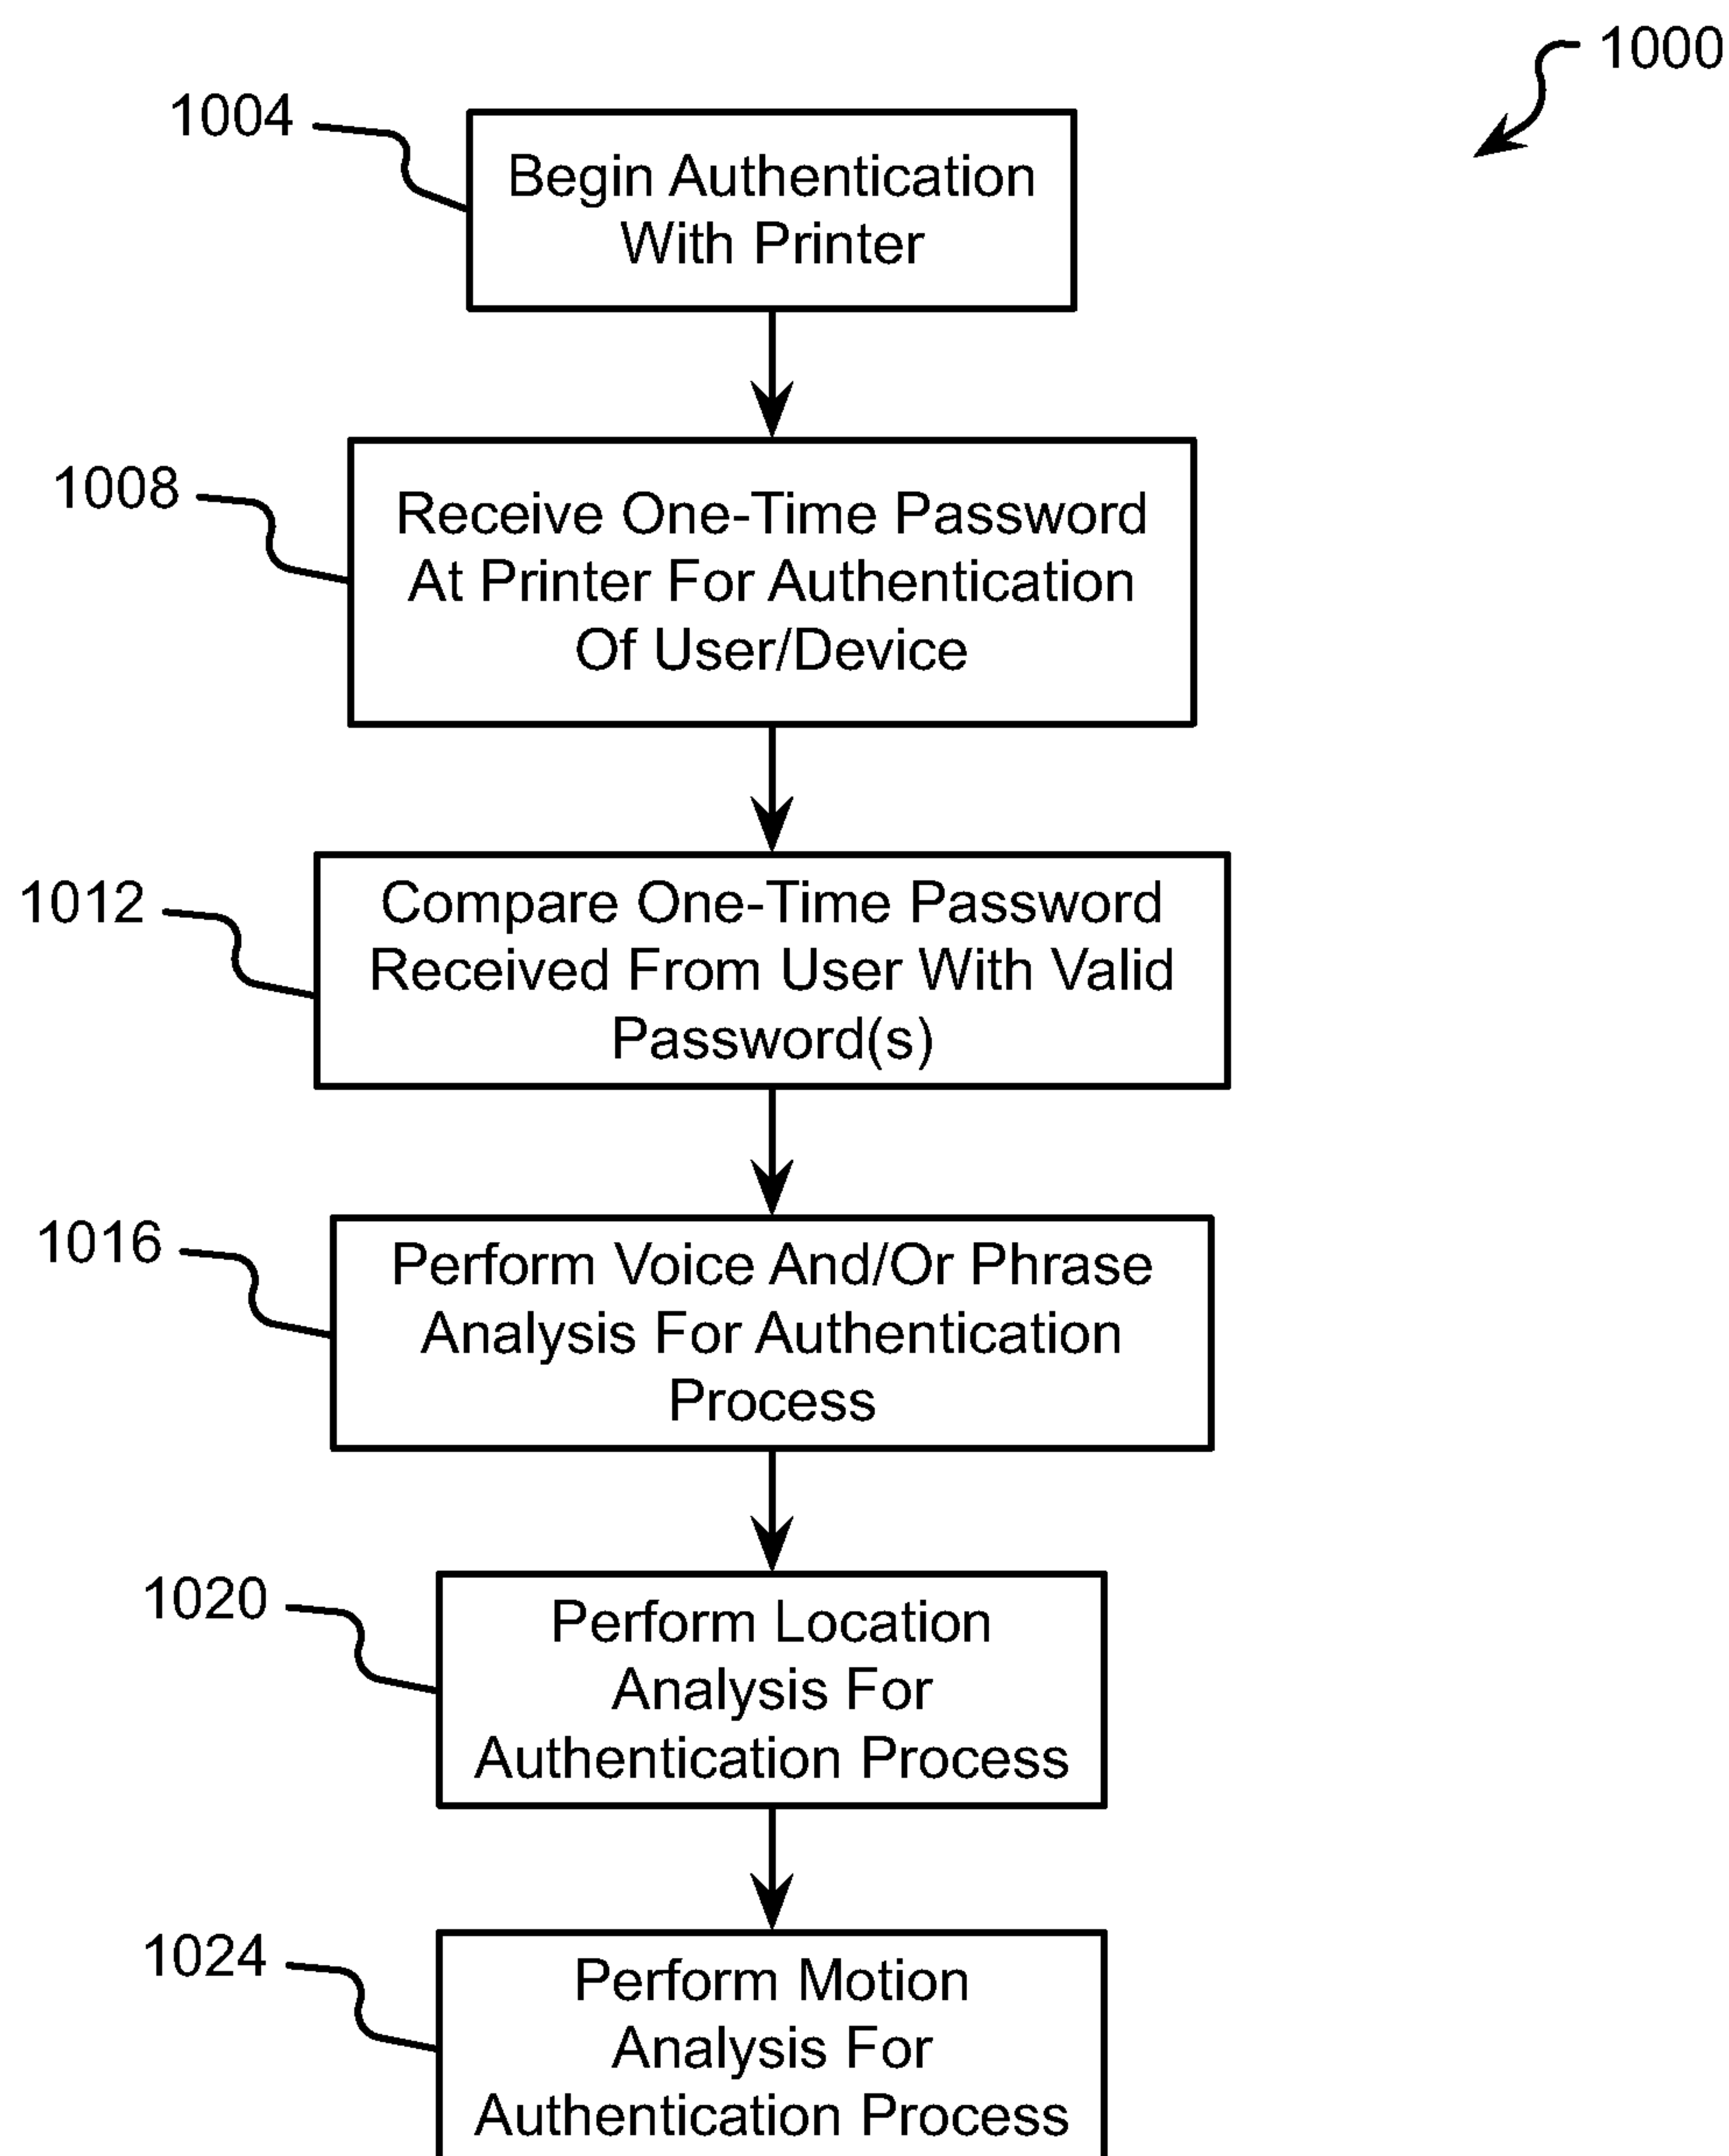 1000
1004
Begin Authentication
With Printer
1008
Receive One-Time Password
At Printer For Authentication
Of User/Device
1012
Compare One-Time Password
Received From User With Valid
Password(s)
1016
Perform Voice And/Or Phrase
Analysis For Authentication
Process
1020
Perform Location
Analysis For
Authentication Process
1024
Perform Motion
Analysis For
Authentication Process